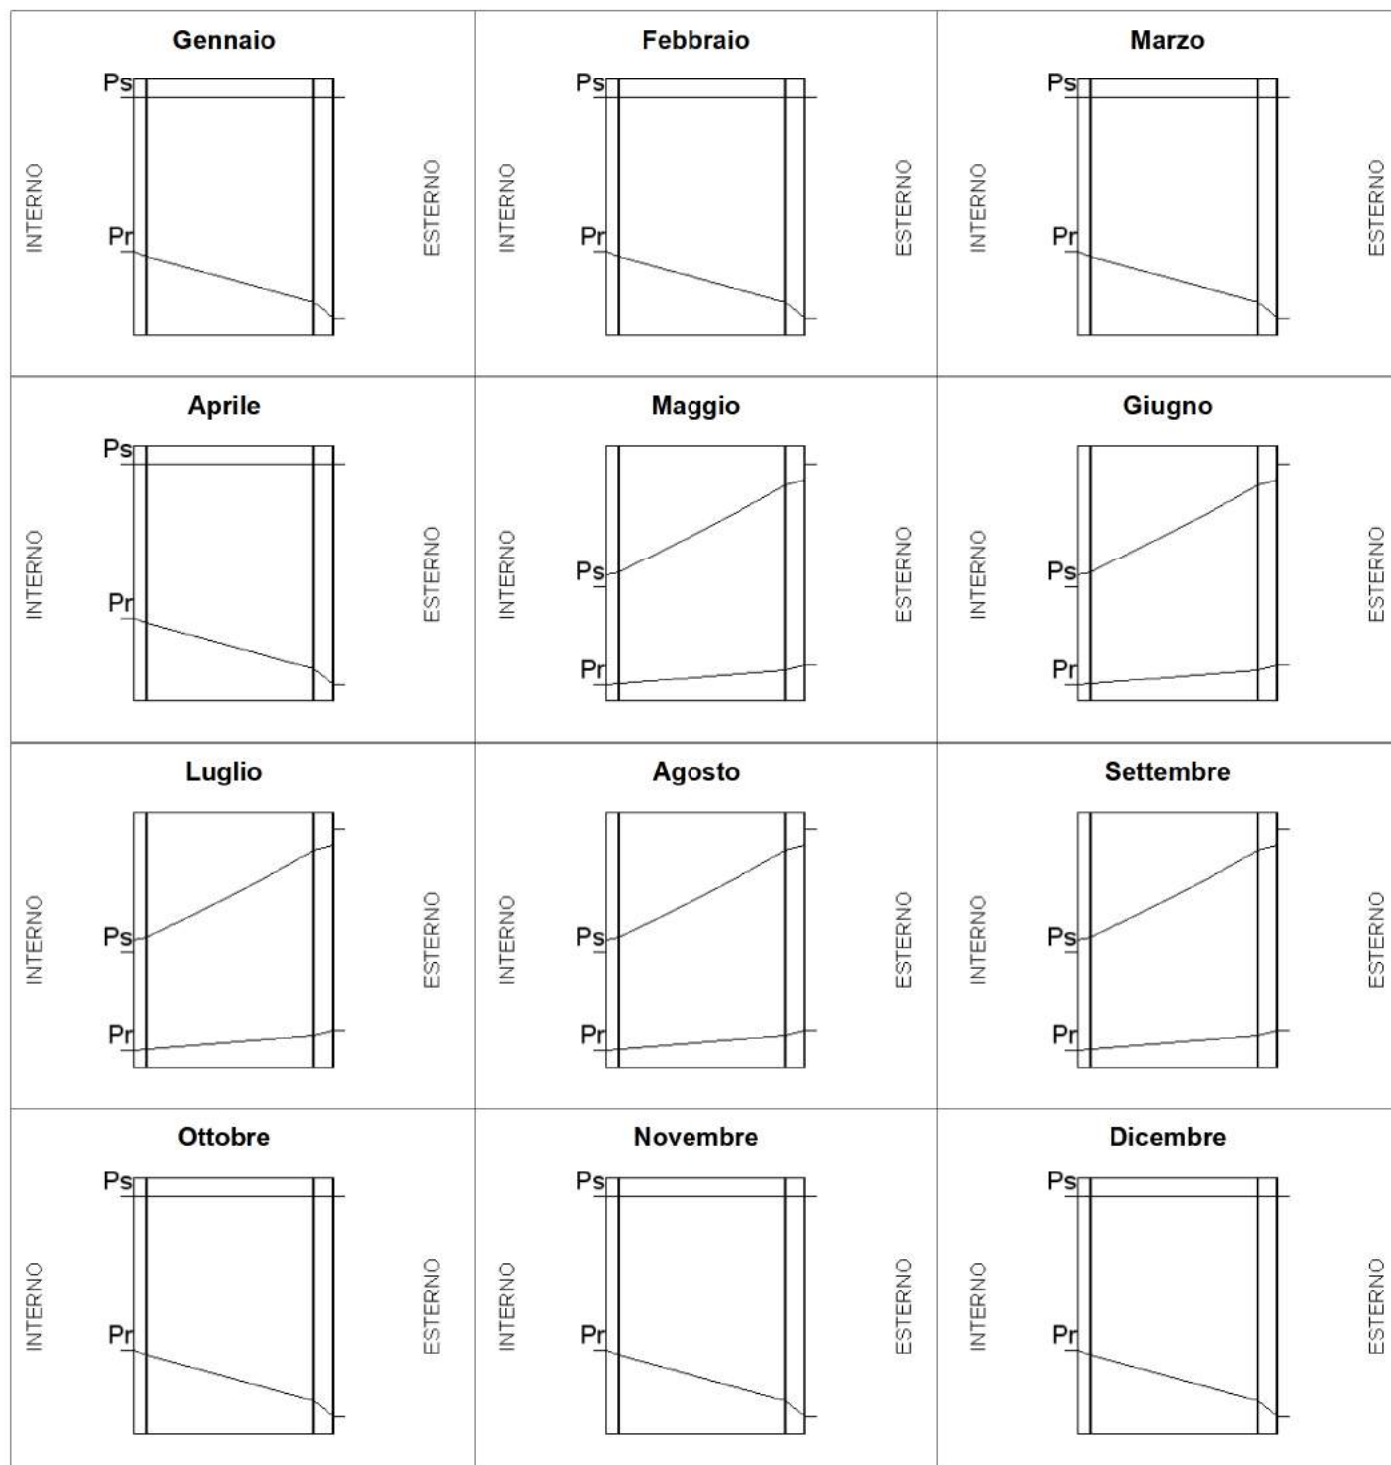 Gennaio
Ps
Pr
INTERNO
ESTERNO
Febbraio
Ps
Pr
INTERNO
ESTERNO
Marzo
Ps
Pr
INTERNO
ESTERNO
Aprile
Ps
Pr
INTERNO
ESTERNO
Maggio
Ps
Pr
INTERNO
ESTERNO
Giugno
Ps
Pr
INTERNO
ESTERNO
Luglio
Ps
Pr
INTERNO
ESTERNO
Agosto
Ps
Pr
INTERNO
ESTERNO
Settembre
Ps
Pr
INTERNO
ESTERNO
Ottobre
Ps
Pr
INTERNO
ESTERNO
Novembre
Ps
Pr
INTERNO
ESTERNO
Dicembre
Ps
Pr
INTERNO
ESTERNO